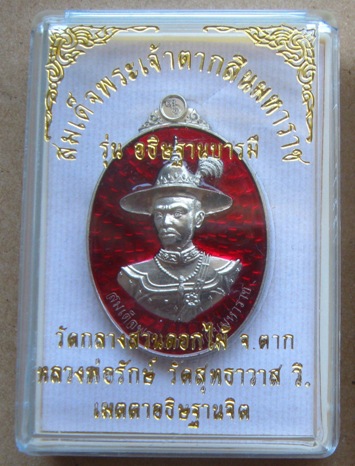 สมเด็จพระเจ้าตากสินมหาราช
รุ่น อธิษฐานบารมี
วัดกลางสวนดอกไม้ จ.ตาก
หลวงพ่อรักษ์ วัดสุทธาวาส วิ.
เมตตาอธิษฐานจิต